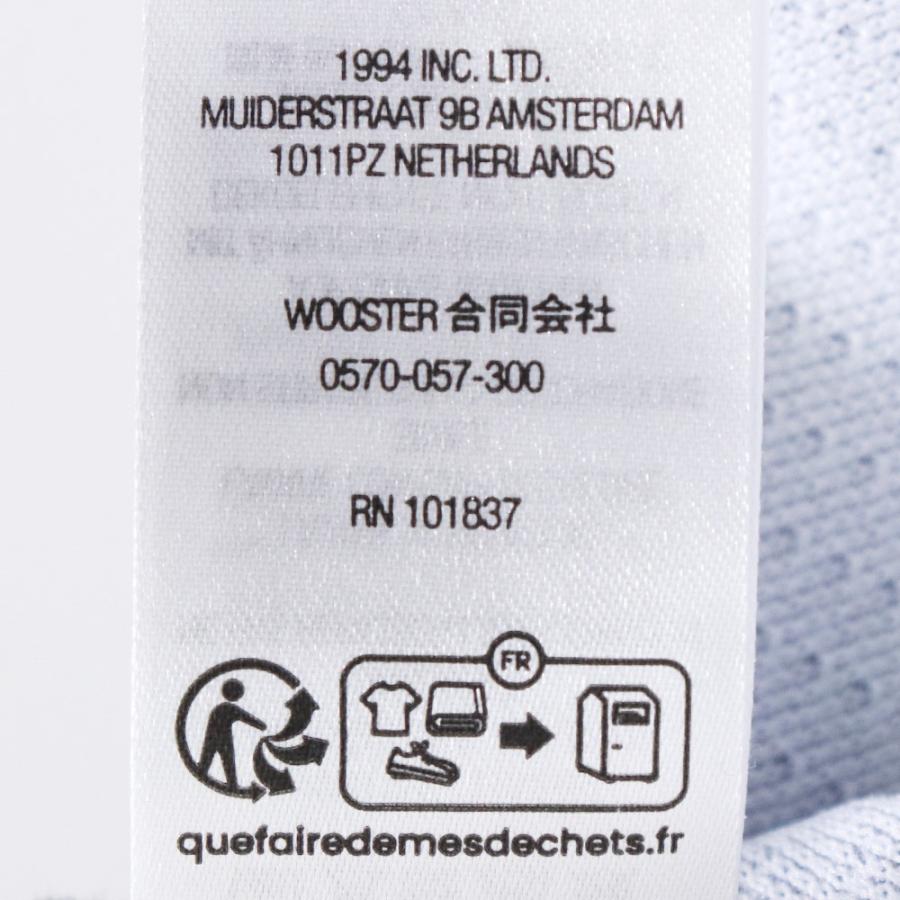 1994 INC. LTD.
MUIDERSTRAAT 9B AMSTERDAM
1011PZ NETHERLANDS
WOOSTER 合同会社
0570-057-300
RN 101837
FR
quefairedemesdechets.fr